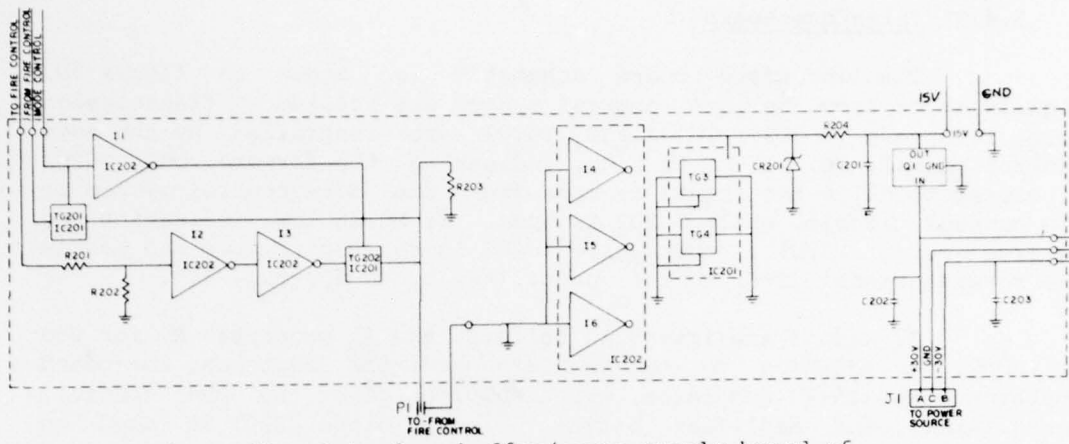 TO FIRE CONTROL
FROM FIRE CONTROL
MODE CONTROL
15V
GND
I1
IC202
R203
I4
TG3
CR201
R204
C201
15V
OUT
Q1 GND
IN
TG201
IC201
I2
I3
I5
TG4
IC201
R201
IC202
IC202
TG202
IC201
R202
I6
IC202
C202
C203
+30V
GND
-30V
P1
TO-FROM
FIRE CONTROL
J1
A C B
TO POWER
SOURCE